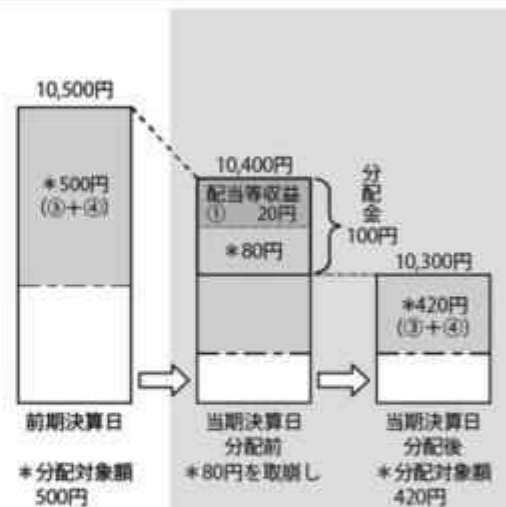 10,500円
＊500円
(③+④)
前期決算日
＊分配対象額
500円
10,400円
配当等収益
① 20円
＊80円
分配金
100円
当期決算日
分配前
＊80円を取崩し
10,300円
＊420円
(③+④)
当期決算日
分配後
＊分配対象額
420円